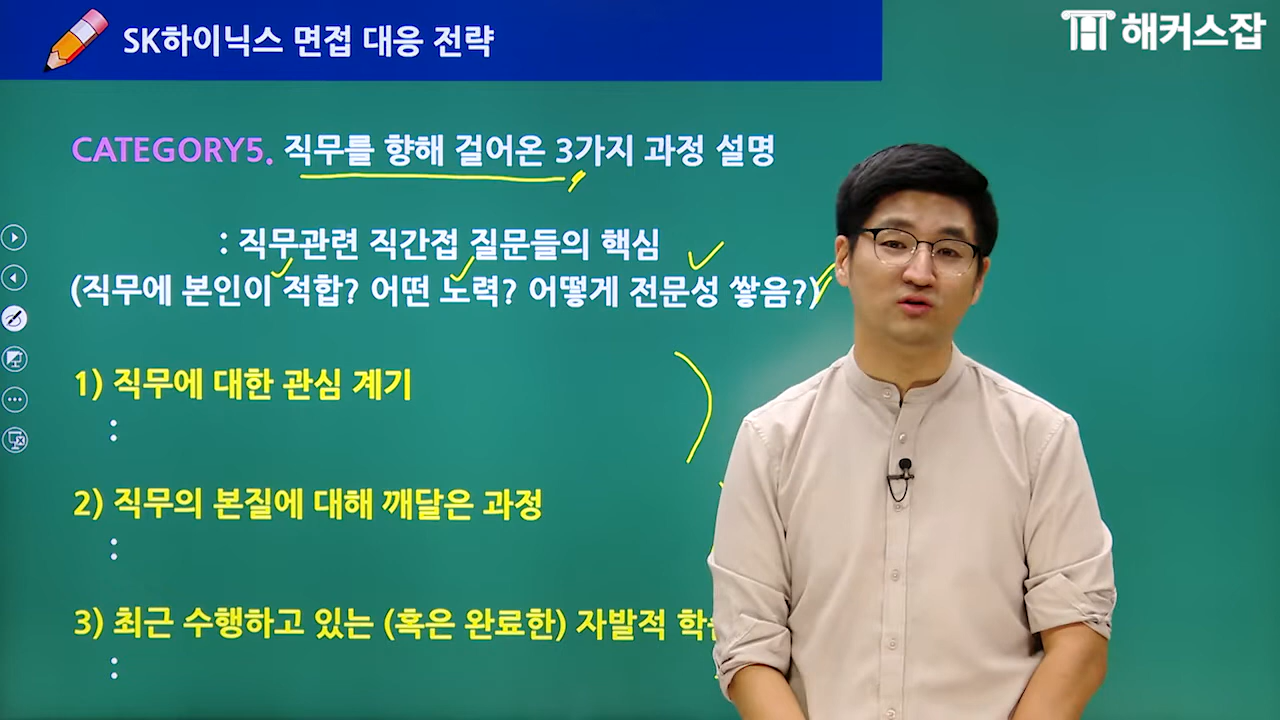 SK하이닉스 면접 대응 전략
해커스잡
CATEGORY5. 직무를 향해 걸어온 3가지 과정 설명
: 직무관련 직간접 질문들의 핵심
(직무에 본인이 적합? 어떤 노력? 어떻게 전문성 쌓음?)
1) 직무에 대한 관심 계기
:
2) 직무의 본질에 대해 깨달은 과정
:
3) 최근 수행하고 있는 (혹은 완료한) 자발적
: